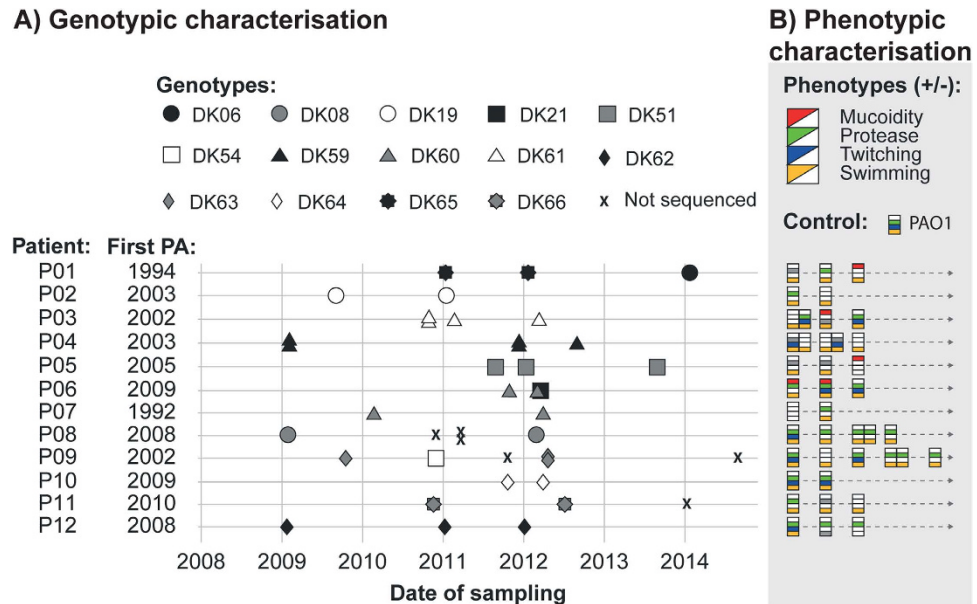 A) Genotypic characterisation
Genotypes:
DK06 DK08 DK19 DK21 DK51
DK54 DK59 DK60 DK61 DK62
DK63 DK64 DK65 DK66 x Not sequenced
Patient: First PA:
P01 1994
P02 2003
P03 2002
P04 2003
P05 2005
P06 2009
P07 1992
P08 2008 x x x
P09 2002 x x
P10 2009
P11 2010 x
P12 2008
2008 2009 2010 2011 2012 2013 2014
Date of sampling
B) Phenotypic
characterisation
Phenotypes (+/-):
Mucoidity
Protease
Twitching
Swimming
Control: PAO1